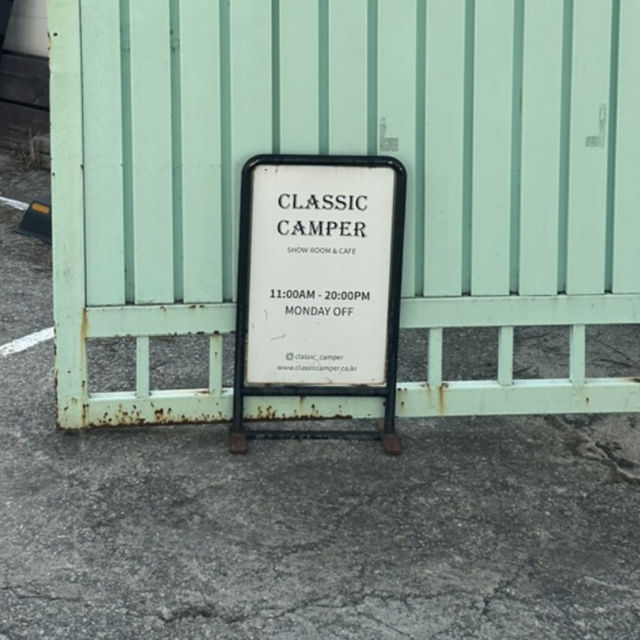 CLASSIC
CAMPER
SHOW ROOM & CAFE
11:00AM - 20:00PM
MONDAY OFF
@classic_camper
www.classiccamper.co.kr